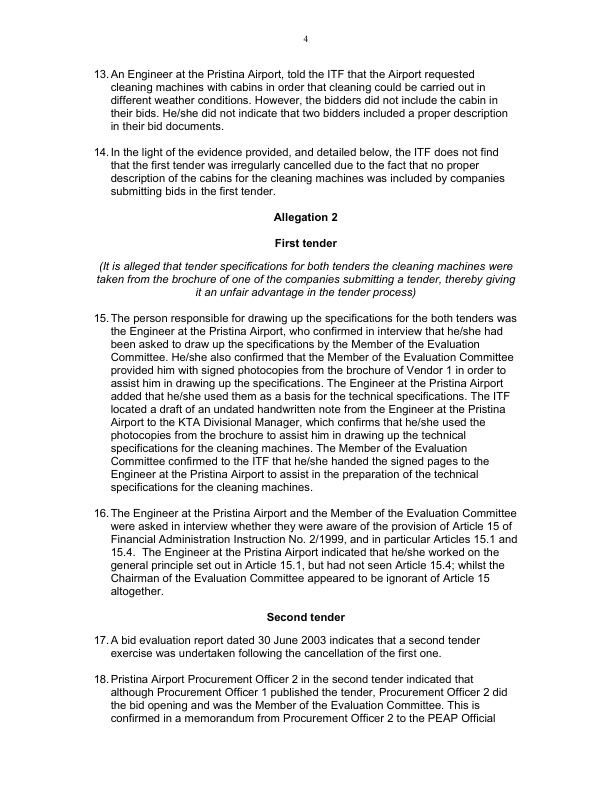 4
13. An Engineer at the Pristina Airport, told the ITF that the Airport requested
cleaning machines with cabins in order that cleaning could be carried out in
different weather conditions. However, the bidders did not include the cabin in
their bids. He/she did not indicate that two bidders included a proper description
in their bid documents.
14. In the light of the evidence provided, and detailed below, the ITF does not find
that the first tender was irregularly cancelled due to the fact that no proper
description of the cabins for the cleaning machines was included by companies
submitting bids in the first tender.
Allegation 2
First tender
(It is alleged that tender specifications for both tenders the cleaning machines were
taken from the brochure of one of the companies submitting a tender, thereby giving
it an unfair advantage in the tender process)
15. The person responsible for drawing up the specifications for the both tenders was
the Engineer at the Pristina Airport, who confirmed in interview that he/she had
been asked to draw up the specifications by the Member of the Evaluation
Committee. He/she also confirmed that the Member of the Evaluation Committee
provided him with signed photocopies from the brochure of Vendor 1 in order to
assist him in drawing up the specifications. The Engineer at the Pristina Airport
added that he/she used them as a basis for the technical specifications. The ITF
located a draft of an undated handwritten note from the Engineer at the Pristina
Airport to the KTA Divisional Manager, which confirms that he/she used the
photocopies from the brochure to assist him in drawing up the technical
specifications for the cleaning machines. The Member of the Evaluation
Committee confirmed to the ITF that he/she handed the signed pages to the
Engineer at the Pristina Airport to assist in the preparation of the technical
specifications for the cleaning machines.
16. The Engineer at the Pristina Airport and the Member of the Evaluation Committee
were asked in interview whether they were aware of the provision of Article 15 of
Financial Administration Instruction No. 2/1999, and in particular Articles 15.1 and
15.4. The Engineer at the Pristina Airport indicated that he/she worked on the
general principle set out in Article 15.1, but had not seen Article 15.4; whilst the
Chairman of the Evaluation Committee appeared to be ignorant of Article 15
altogether.
Second tender
17. A bid evaluation report dated 30 June 2003 indicates that a second tender
exercise was undertaken following the cancellation of the first one.
18. Pristina Airport Procurement Officer 2 in the second tender indicated that
although Procurement Officer 1 published the tender, Procurement Officer 2 did
the bid opening and was the Member of the Evaluation Committee. This is
confirmed in a memorandum from Procurement Officer 2 to the PEAP Official